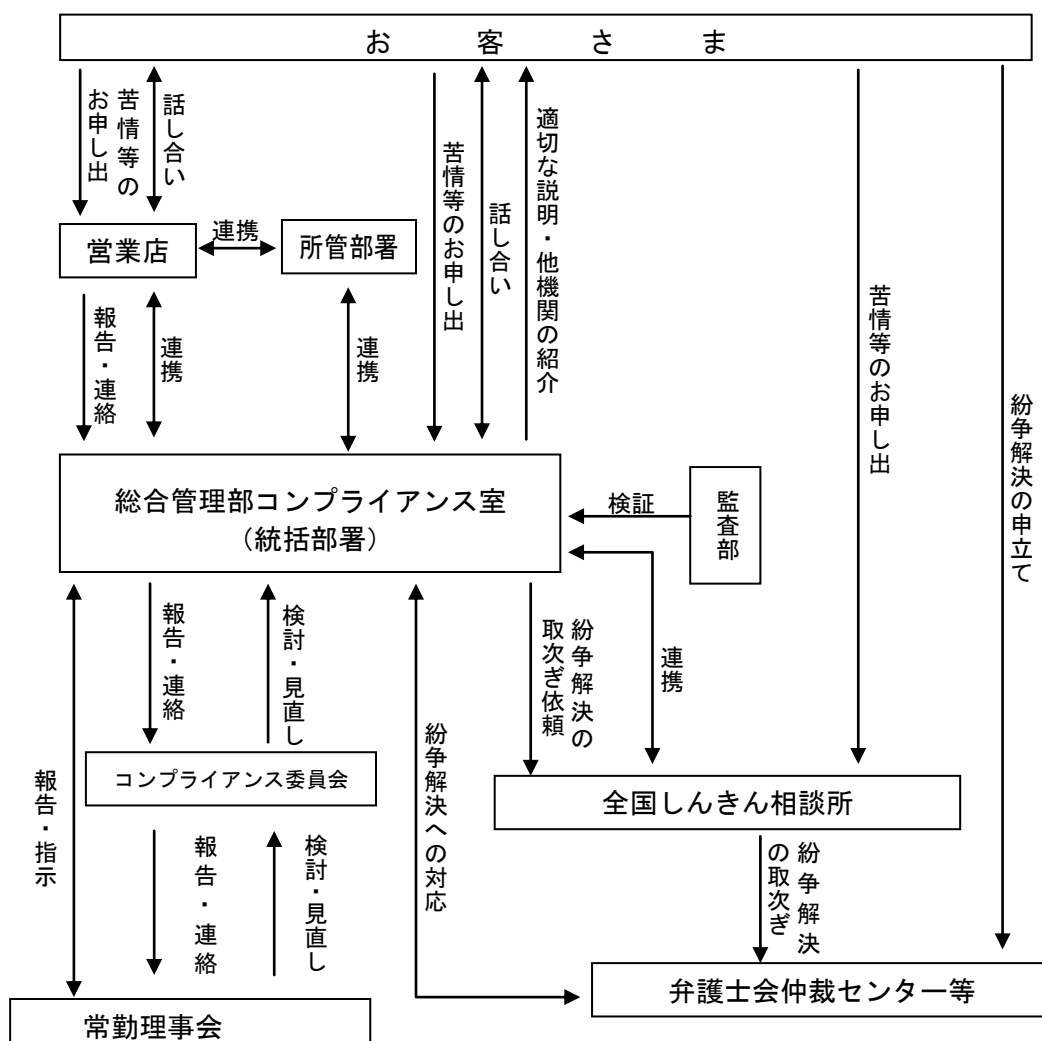 お客さま
苦情等の
お申し出
話し合い
苦情等のお申し出
話し合い
適切な説明・他機関の紹介
苦情等のお申し出
紛争解決の申立て
営業店
連携
所管部署
報告・連絡
連携
連携
総合管理部コンプライアンス室
（統括部署）
検証
監査部
報告・連絡
検討・見直し
紛争解決の
取次ぎ依頼
連携
報告・指示
コンプライアンス委員会
紛争解決への対応
全国しんきん相談所
報告・連絡
検討・見直し
紛争解決
の取次ぎ
弁護士会仲裁センター等
常勤理事会